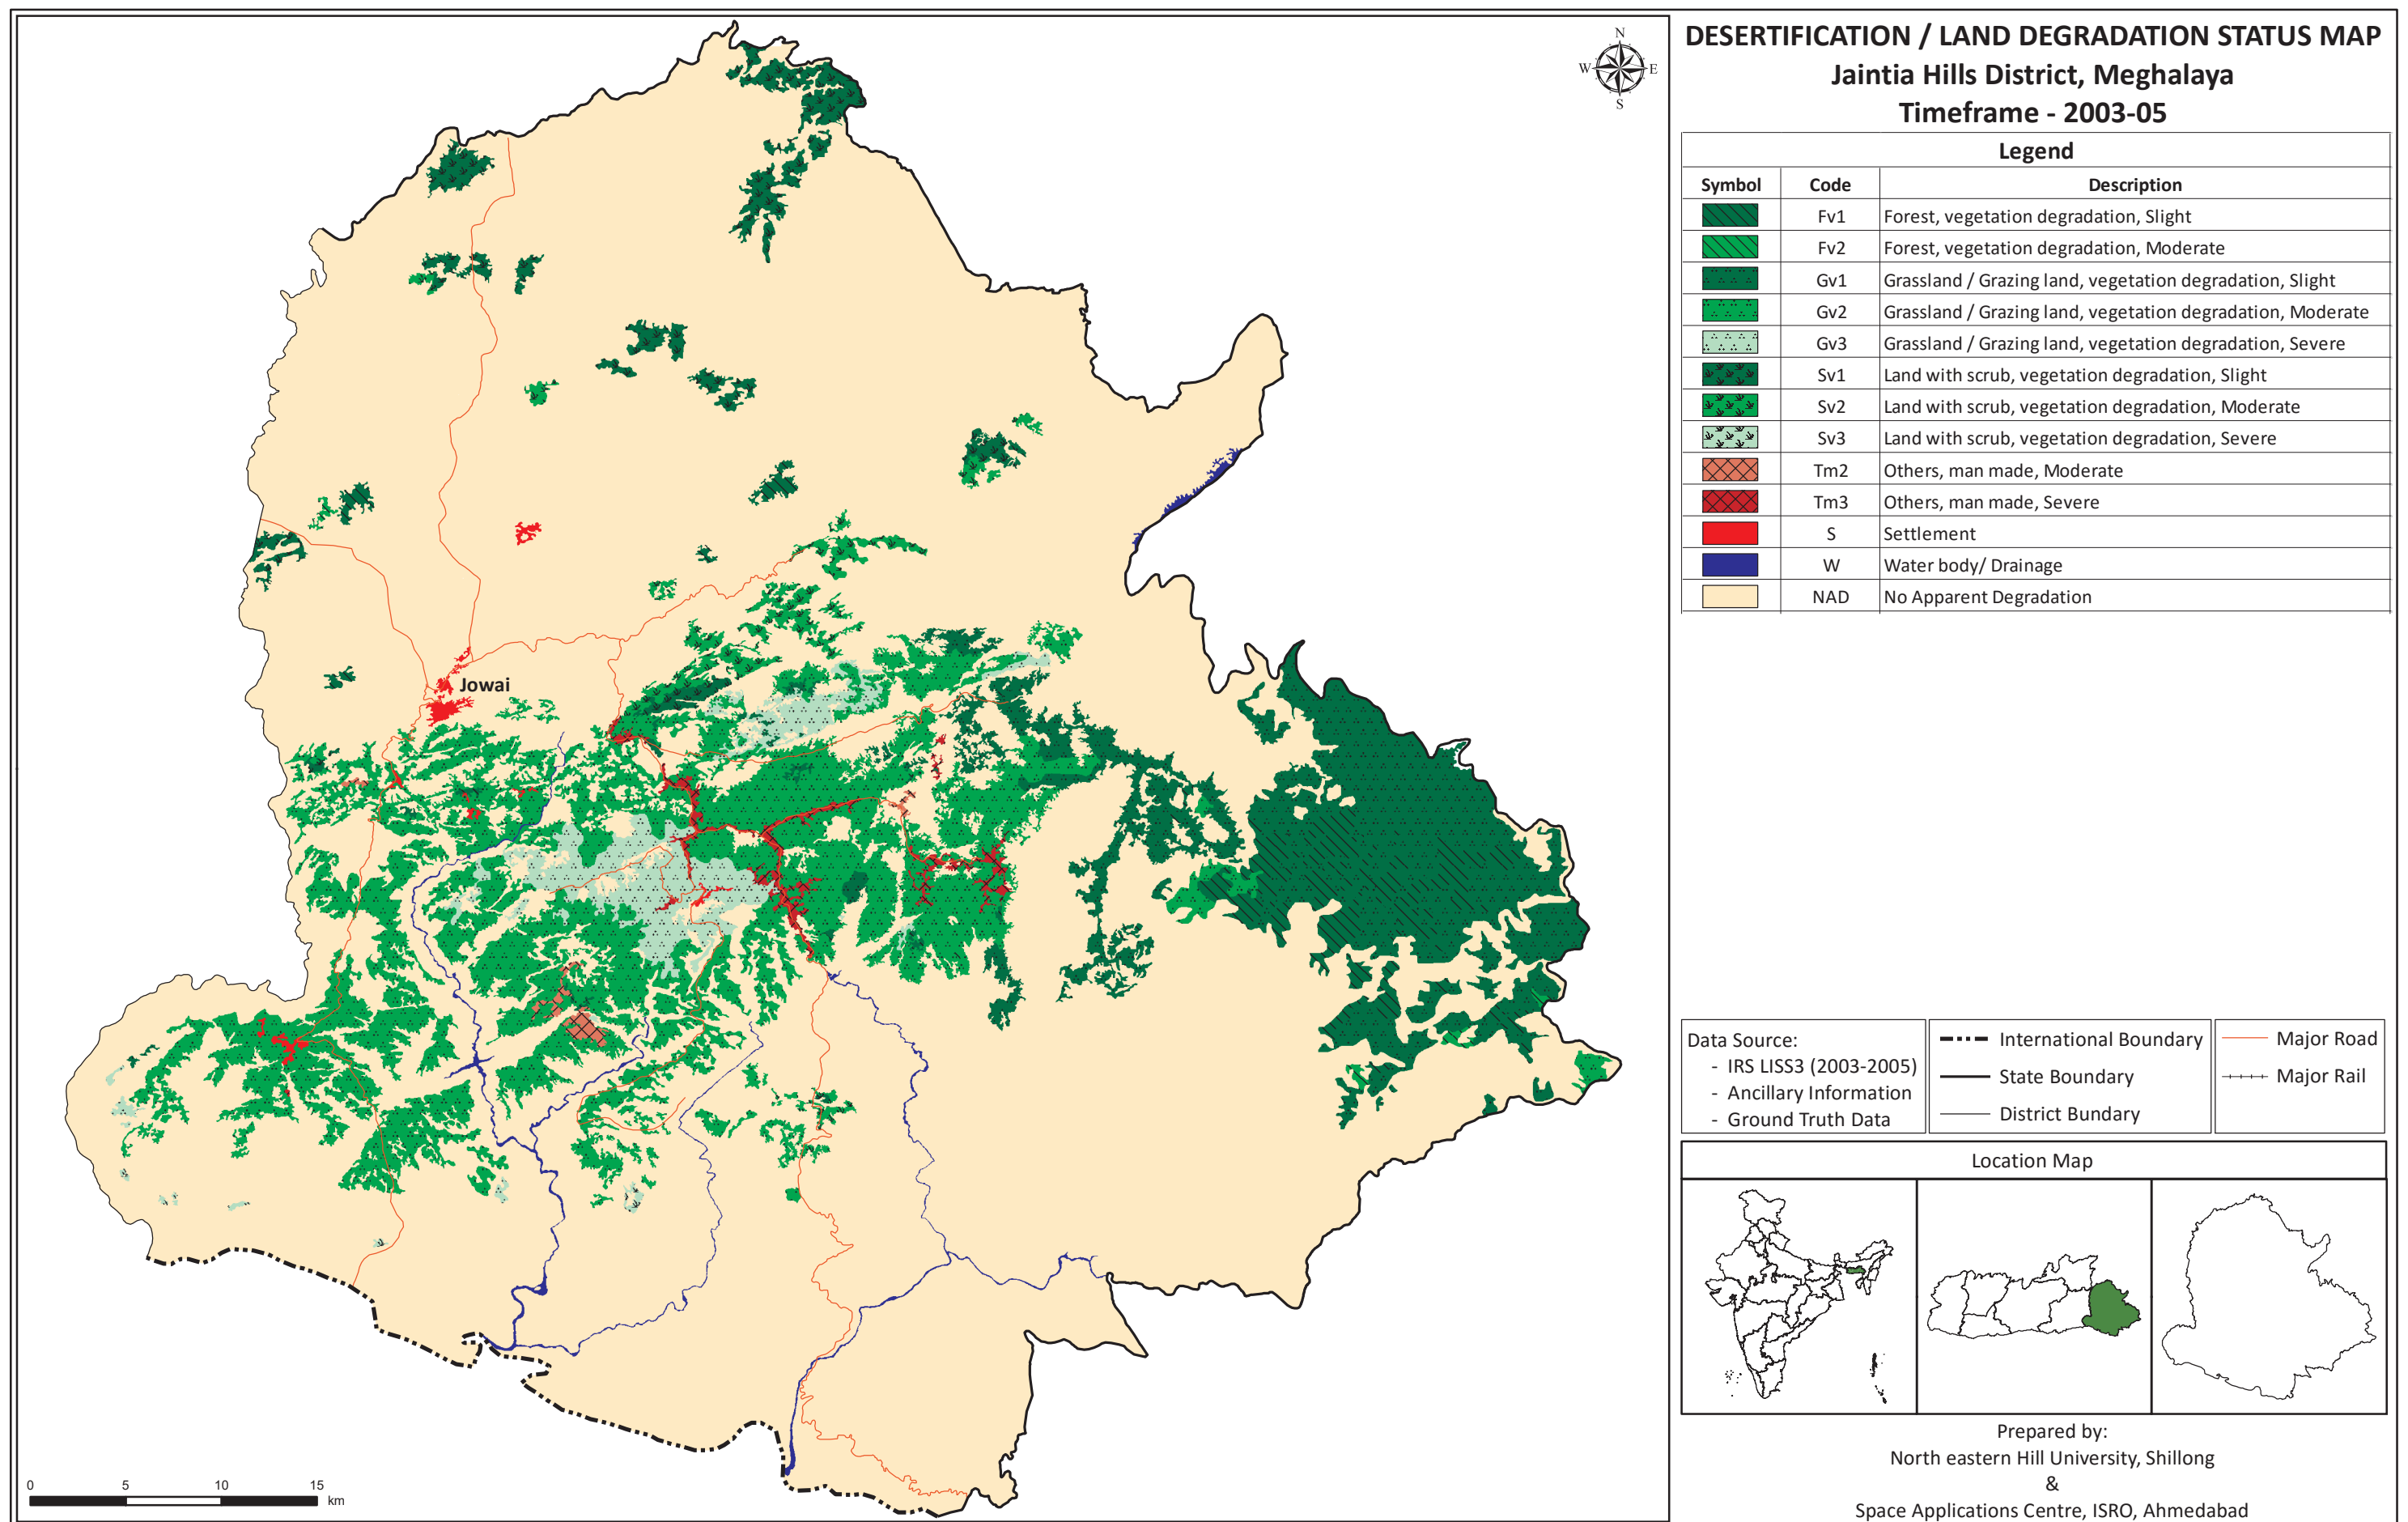 DESERTIFICATION / LAND DEGRADATION STATUS MAP
Jaintia Hills District, Meghalaya
Timeframe - 2003-05
Legend
Symbol Code Description
Fv1 Forest, vegetation degradation, Slight
Fv2 Forest, vegetation degradation, Moderate
Gv1 Grassland / Grazing land, vegetation degradation, Slight
Gv2 Grassland / Grazing land, vegetation degradation, Moderate
Gv3 Grassland / Grazing land, vegetation degradation, Severe
Sv1 Land with scrub, vegetation degradation, Slight
Sv2 Land with scrub, vegetation degradation, Moderate
Sv3 Land with scrub, vegetation degradation, Severe
Tm2 Others, man made, Moderate
Tm3 Others, man made, Severe
S Settlement
W Water body/ Drainage
NAD No Apparent Degradation
N
W E
S
Jowai
0 5 10 15
km
Data Source:
- IRS LISS3 (2003-2005)
- Ancillary Information
- Ground Truth Data
International Boundary
State Boundary
District Bundary
Major Road
Major Rail
Location Map
Prepared by:
North eastern Hill University, Shillong
&
Space Applications Centre, ISRO, Ahmedabad